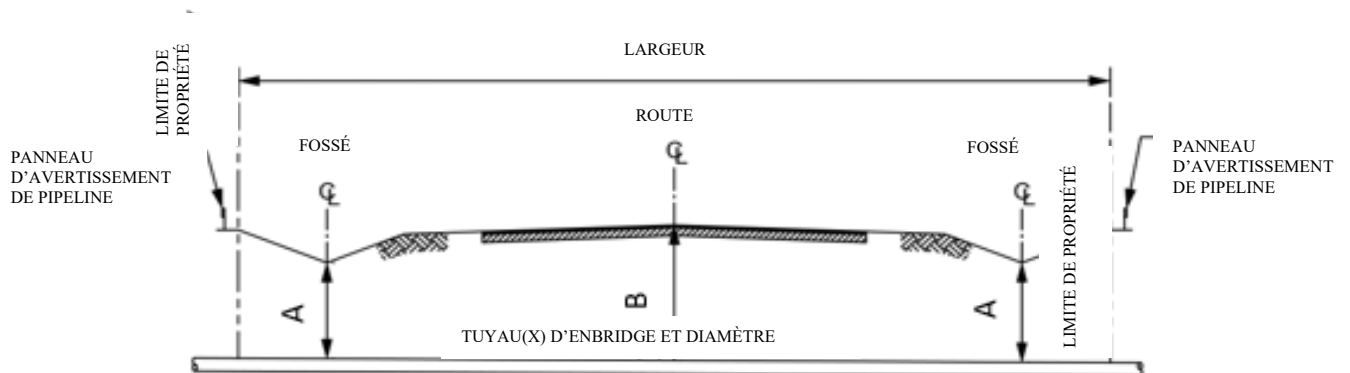 LARGEUR
LIMITE DE
PROPRIÉTÉ
ROUTE
FOSSÉ
FOSSÉ
PANNEAU
D'AVERTISSEMENT
DE PIPELINE
PANNEAU
D'AVERTISSEMENT
DE PIPELINE
℄
℄
℄
LIMITE DE PROPRIÉTÉ
A
B
A
TUYAU(X) D'ENBRIDGE ET DIAMÈTRE